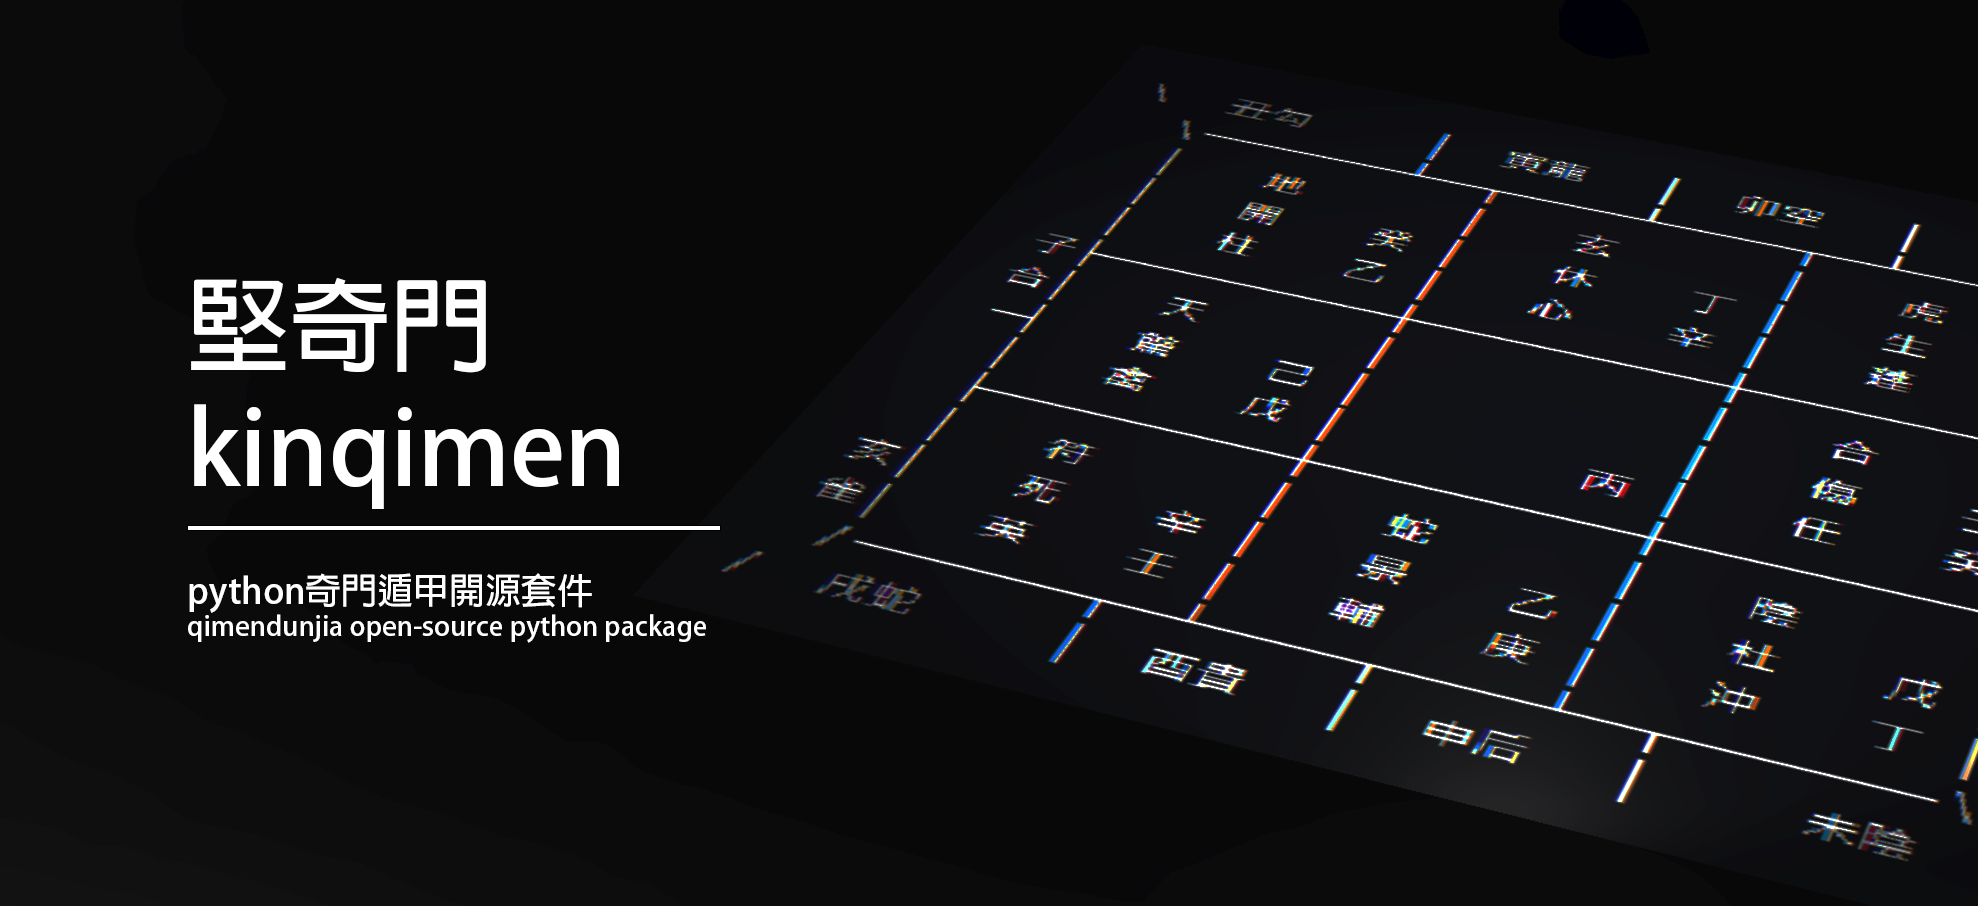 堅奇門
kinqimen
python奇門遁甲開源套件
qimendunjia open-source python package
丑勾
寅龍
卯空
子
合
亥
雀
戌蛇
酉貴
申后
未陰
地
開
柱
癸
乙
玄
休
心
丁
辛
虎
生
蓬
天
驚
禽
己
戊
丙
合
傷
任
癸
符
死
英
辛
壬
蛇
景
輔
乙
庚
陰
杜
沖
戊
丁